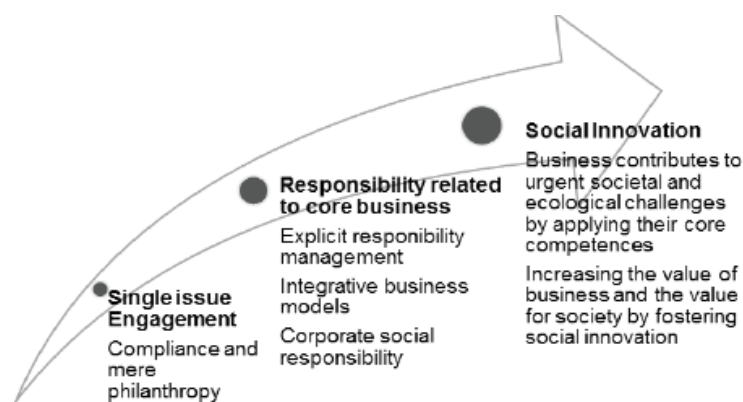 Social Innovation
Business contributes to
urgent societal and
ecological challenges
by applying their core
competences
Increasing the value of
business and the value
for society by fostering
social innovation
Responsibility related
to core business
Explicit responibility
management
Integrative business
models
Corporate social
responsibility
Single issue
Engagement
Compliance and
mere
philanthropy